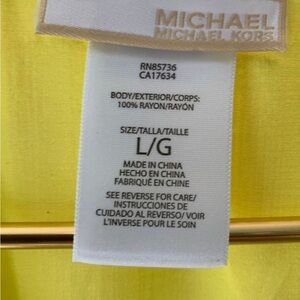 MICHAEL
MICHAEL KORS
RN85736
CA17634
BODY/EXTERIOR/CORPS:
100% RAYON/RAYÓN
SIZE/TALLA/TAILLE
L/G
MADE IN CHINA
HECHO EN CHINA
FABRIQUÉ EN CHINE
SEE REVERSE FOR CARE/
INSTRUCCIONES DE
CUIDADO AL REVERSO/ VOIR
L'INVERSE POUR LE SOIN